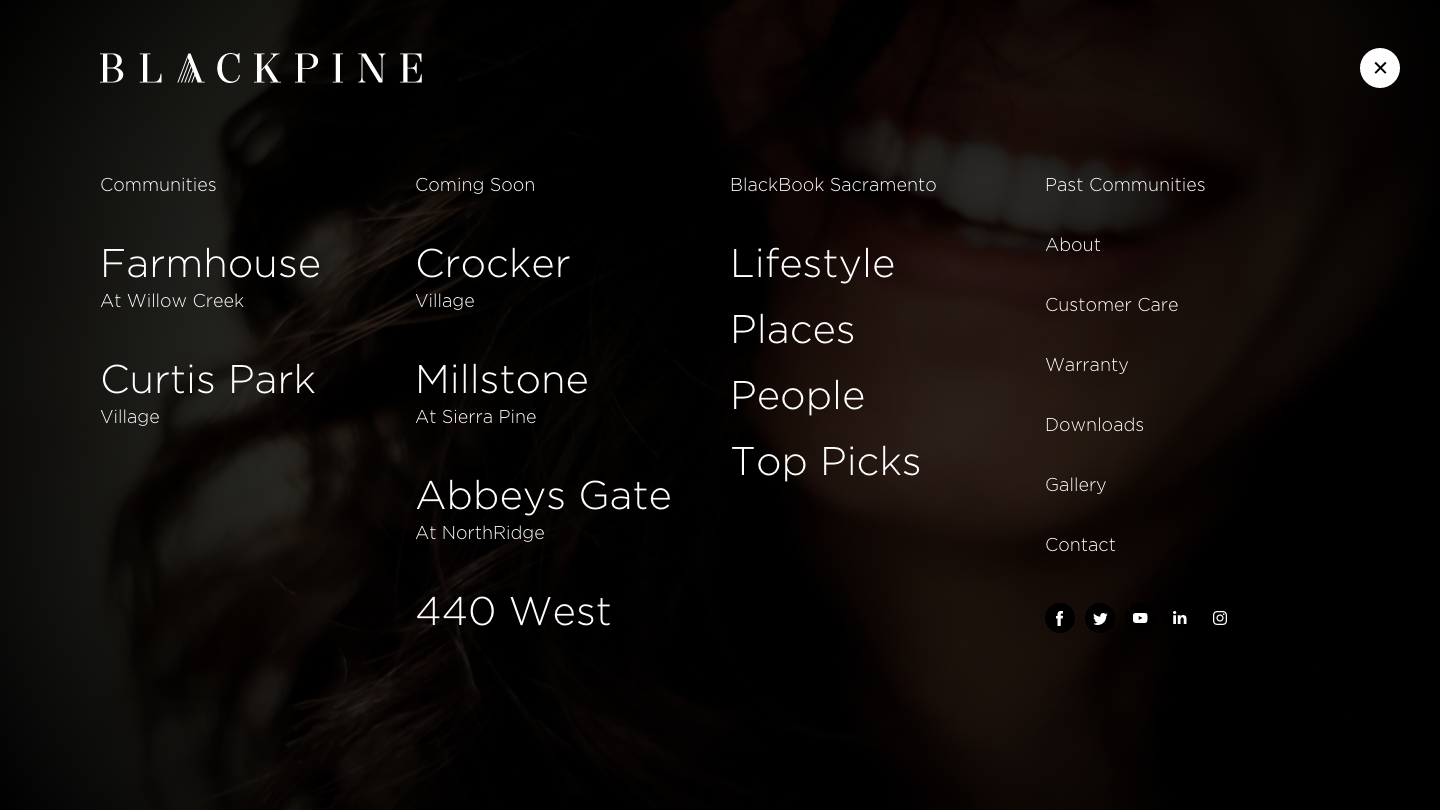 BLACKPINE
Communities
Farmhouse
At Willow Creek
Curtis Park
Village
Coming Soon
Crocker
Village
Millstone
At Sierra Pine
Abbeys Gate
At NorthRidge
440 West
BlackBook Sacramento
Lifestyle
Places
People
Top Picks
Past Communities
About
Customer Care
Warranty
Downloads
Gallery
Contact